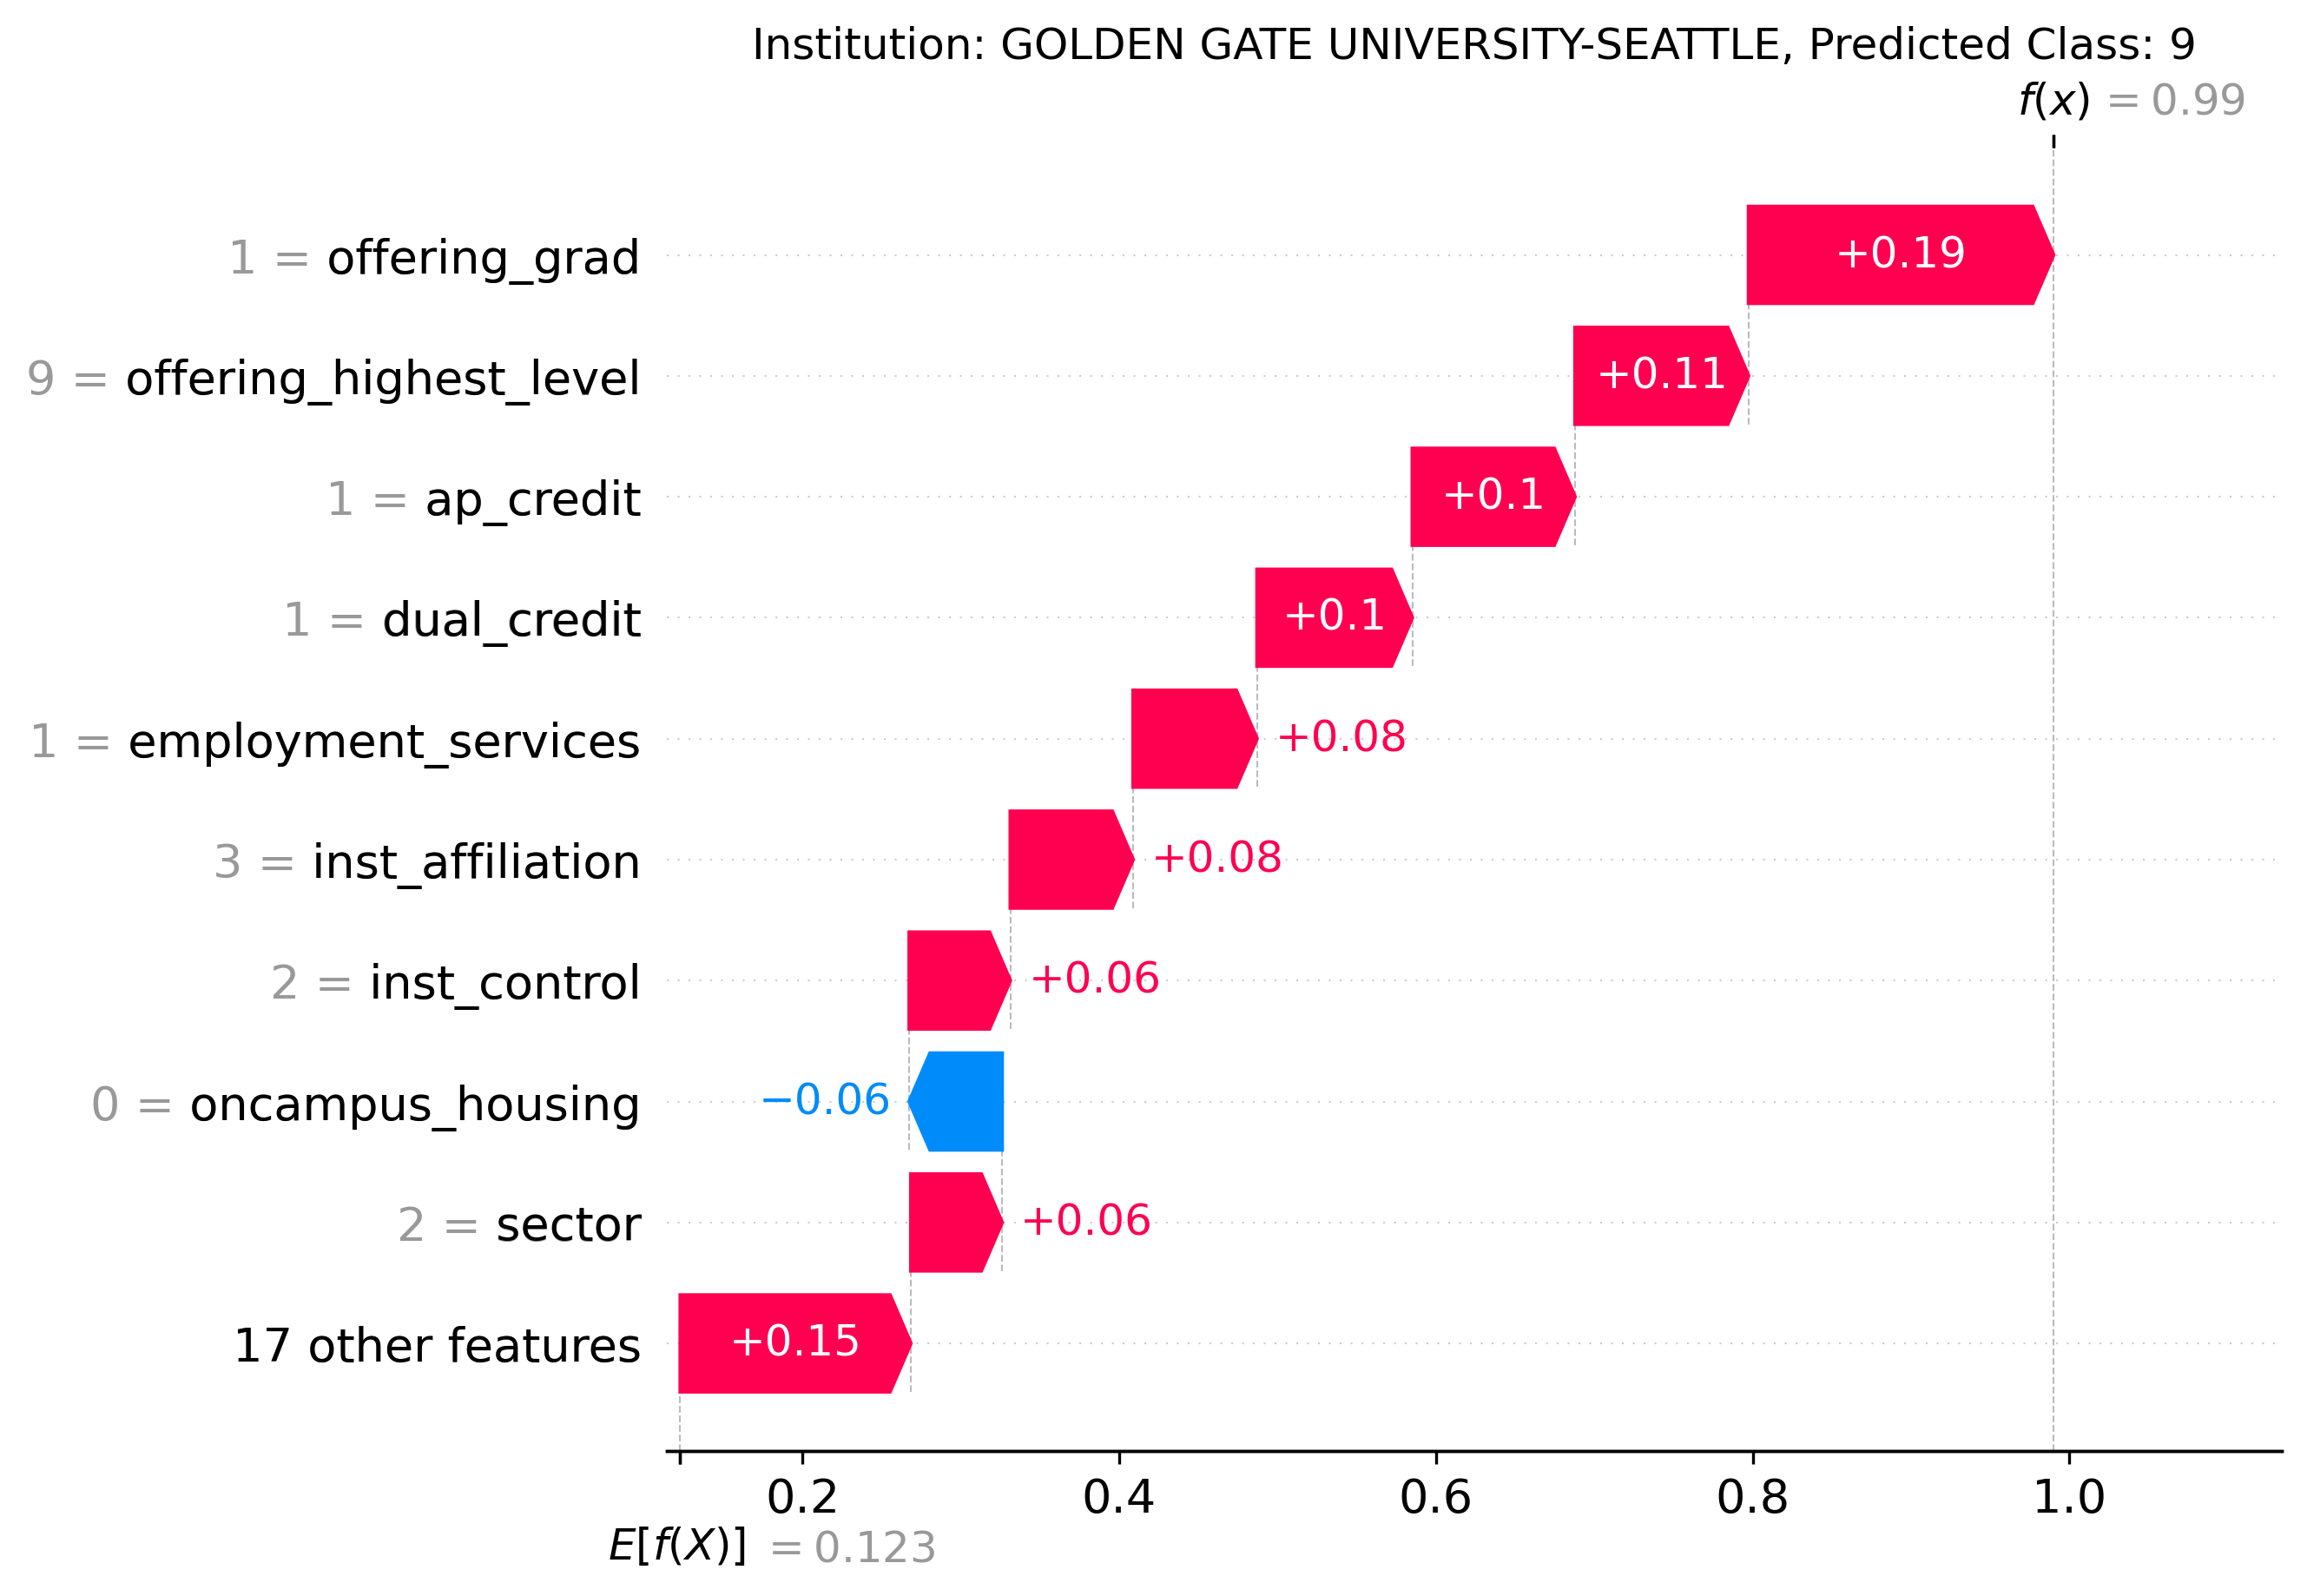 Institution: GOLDEN GATE UNIVERSITY-SEATTLE, Predicted Class: 9
f(x) = 0.99
1 = offering_grad +0.19
9 = offering_highest_level +0.11
1 = ap_credit +0.1
1 = dual_credit +0.1
1 = employment_services +0.08
3 = inst_affiliation +0.08
2 = inst_control +0.06
0 = oncampus_housing −0.06
2 = sector +0.06
17 other features +0.15
0.2 0.4 0.6 0.8 1.0
E[f(X)] = 0.123